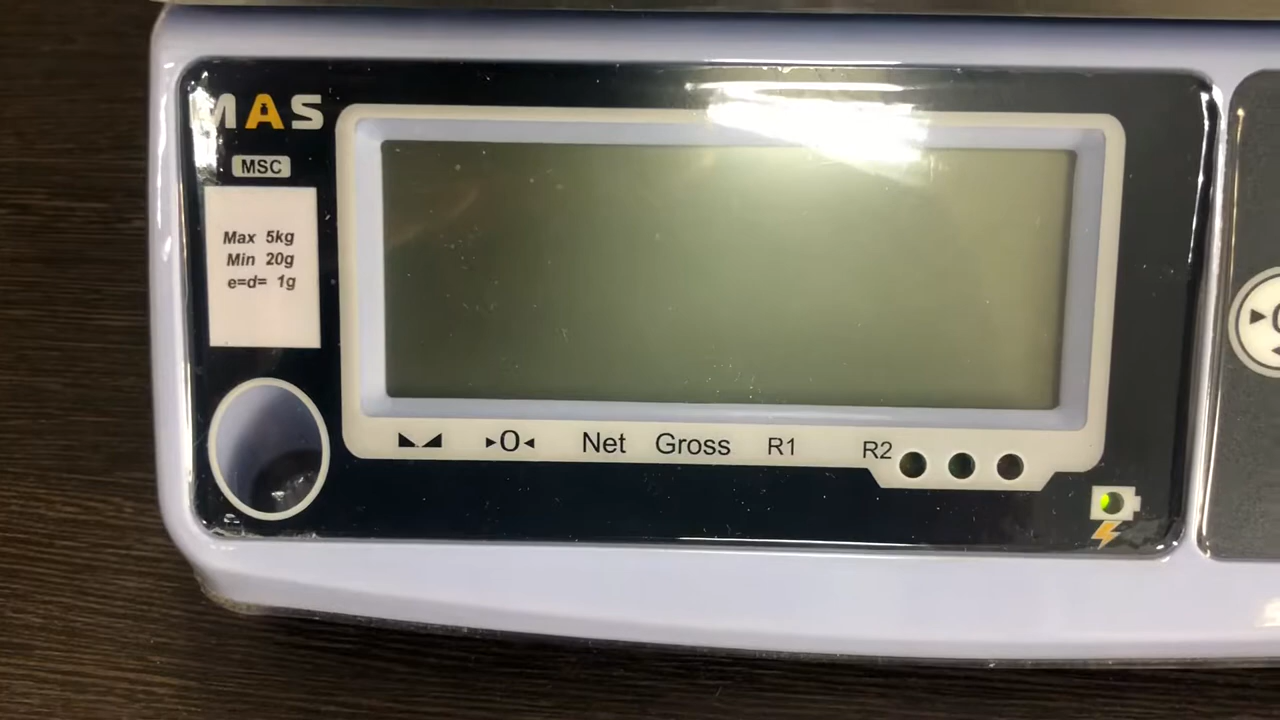 MAS
MSC
Max 5kg
Min 20g
e=d= 1g
▸0◂ Net Gross R1 R2